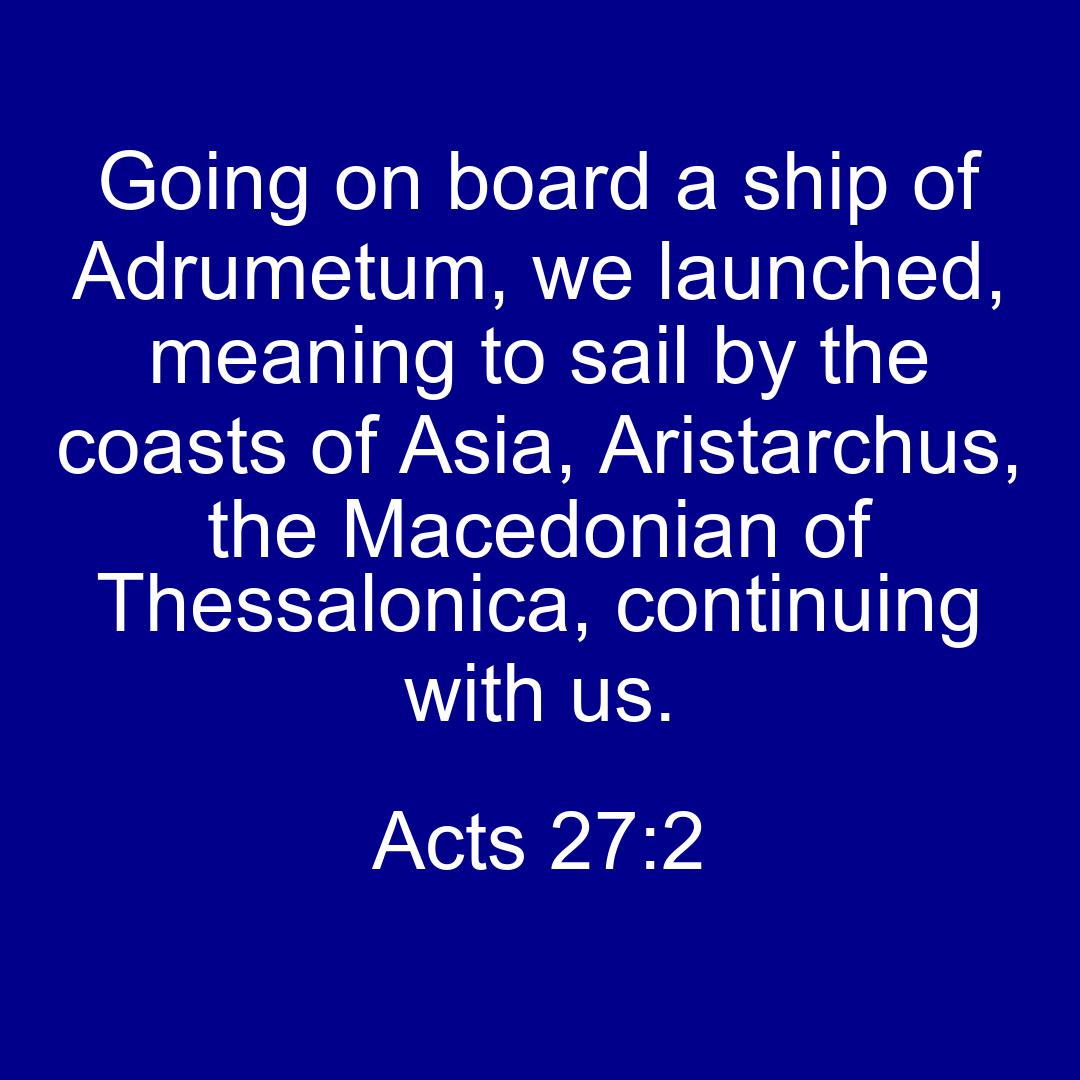 Going on board a ship of
Adrumetum, we launched,
meaning to sail by the
coasts of Asia, Aristarchus,
the Macedonian of
Thessalonica, continuing
with us.
Acts 27:2